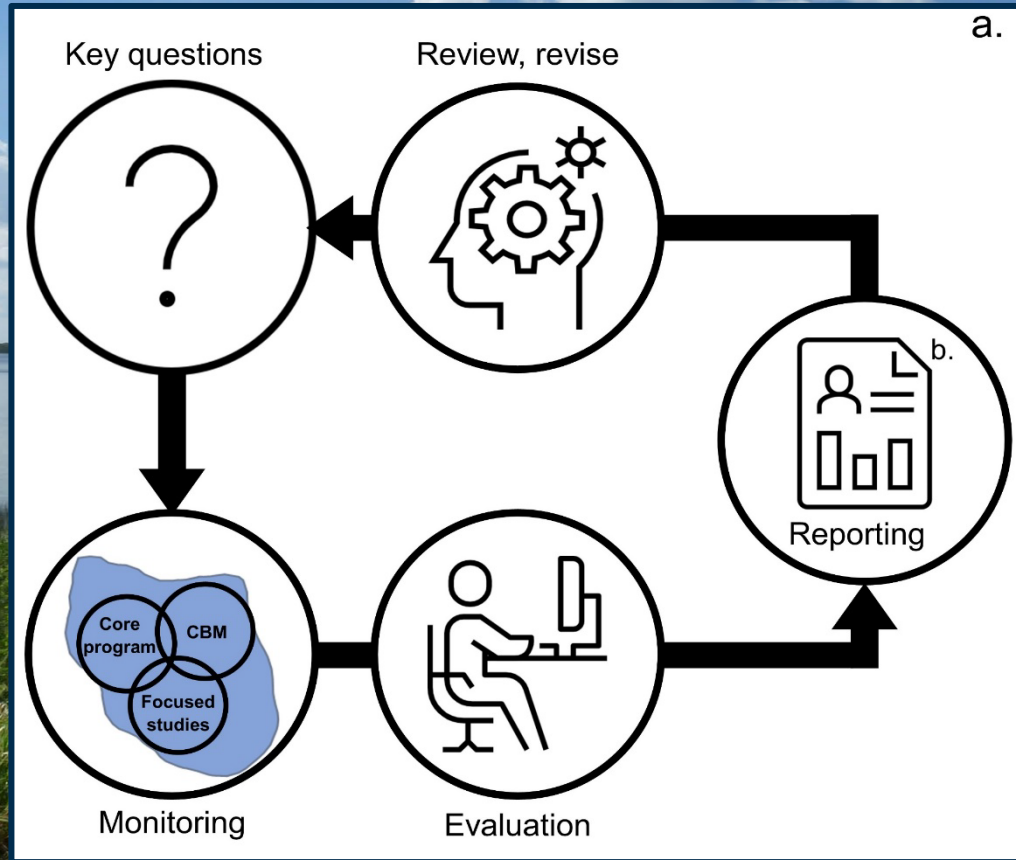 a.
Key questions
Review, revise
b.
Reporting
Core
program
CBM
Focused
studies
Monitoring
Evaluation